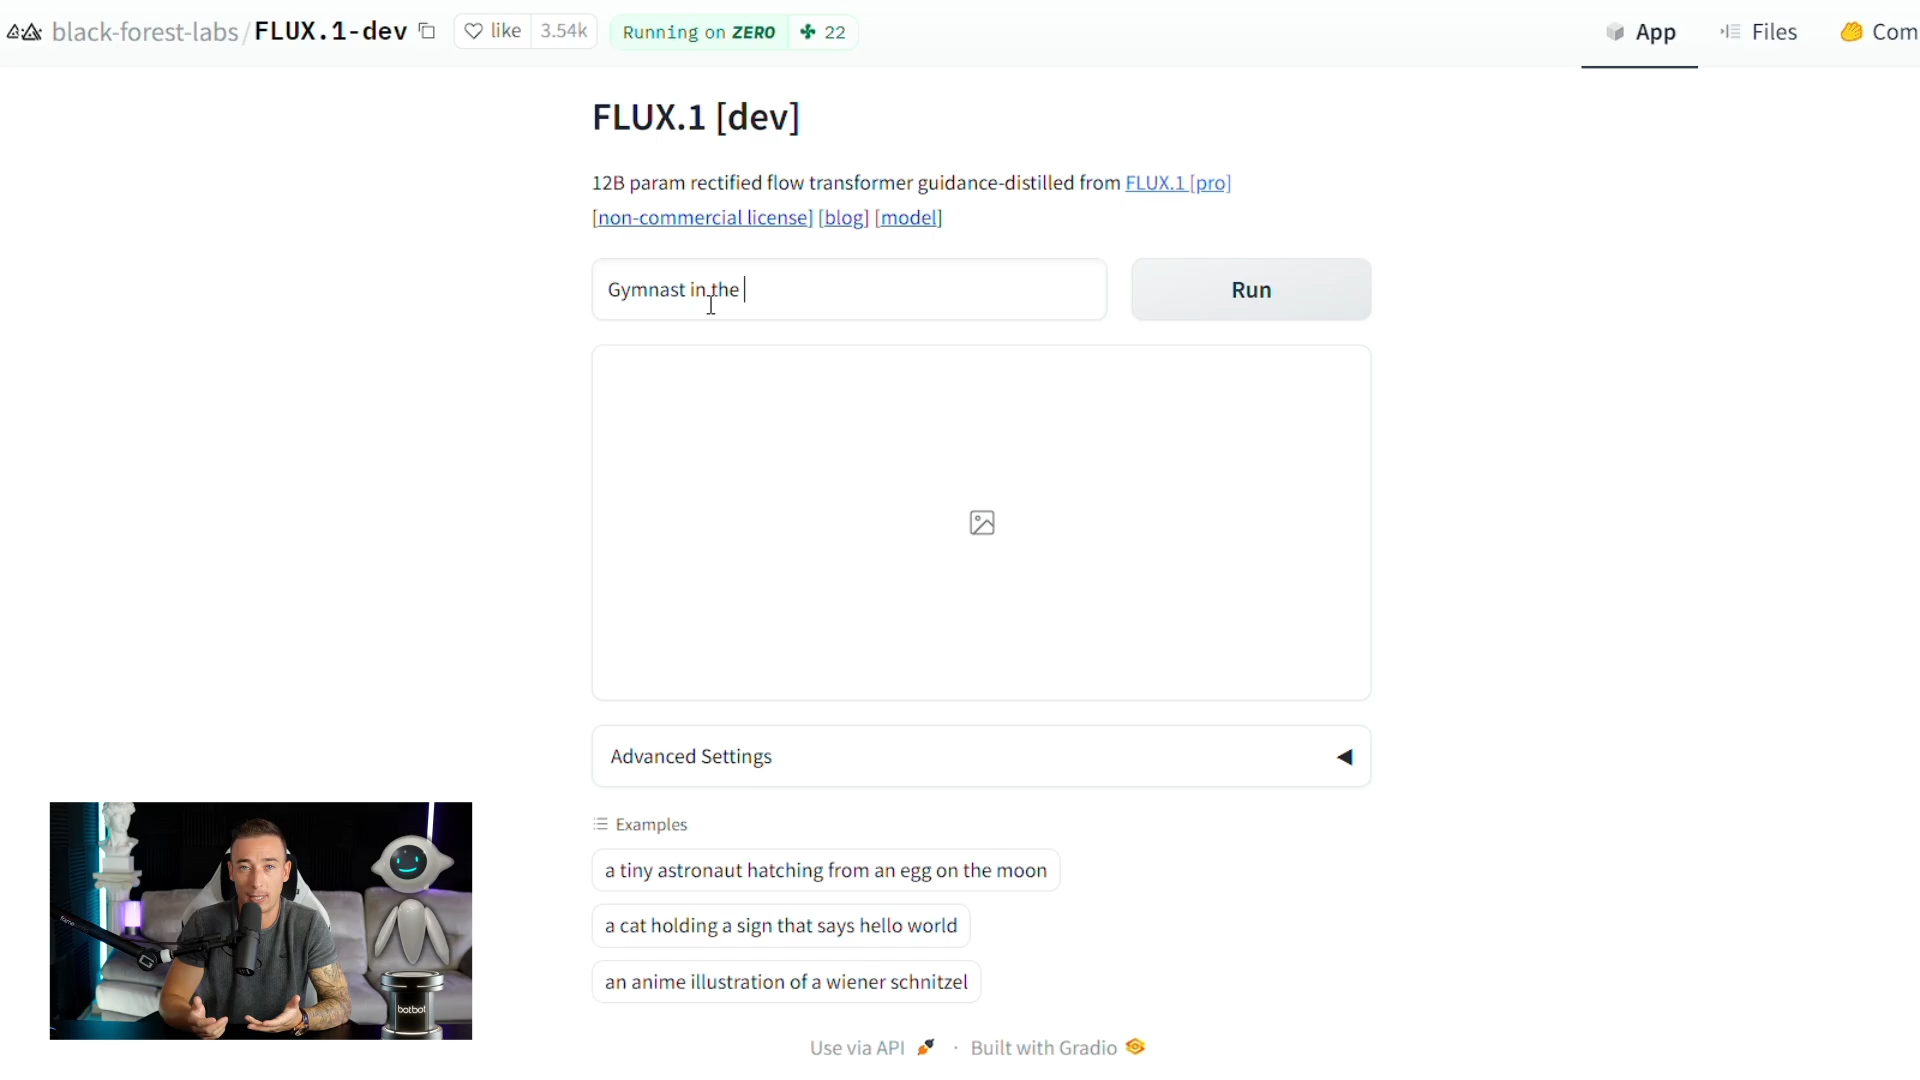 black-forest-labs/FLUX.1-dev like 3.54k Running on ZERO 22 App Files Com
FLUX.1 [dev]
12B param rectified flow transformer guidance-distilled from FLUX.1 [pro]
[non-commercial license] [blog] [model]
Gymnast in the
Run
Advanced Settings
Examples
a tiny astronaut hatching from an egg on the moon
a cat holding a sign that says hello world
an anime illustration of a wiener schnitzel
botbot
Use via API · Built with Gradio